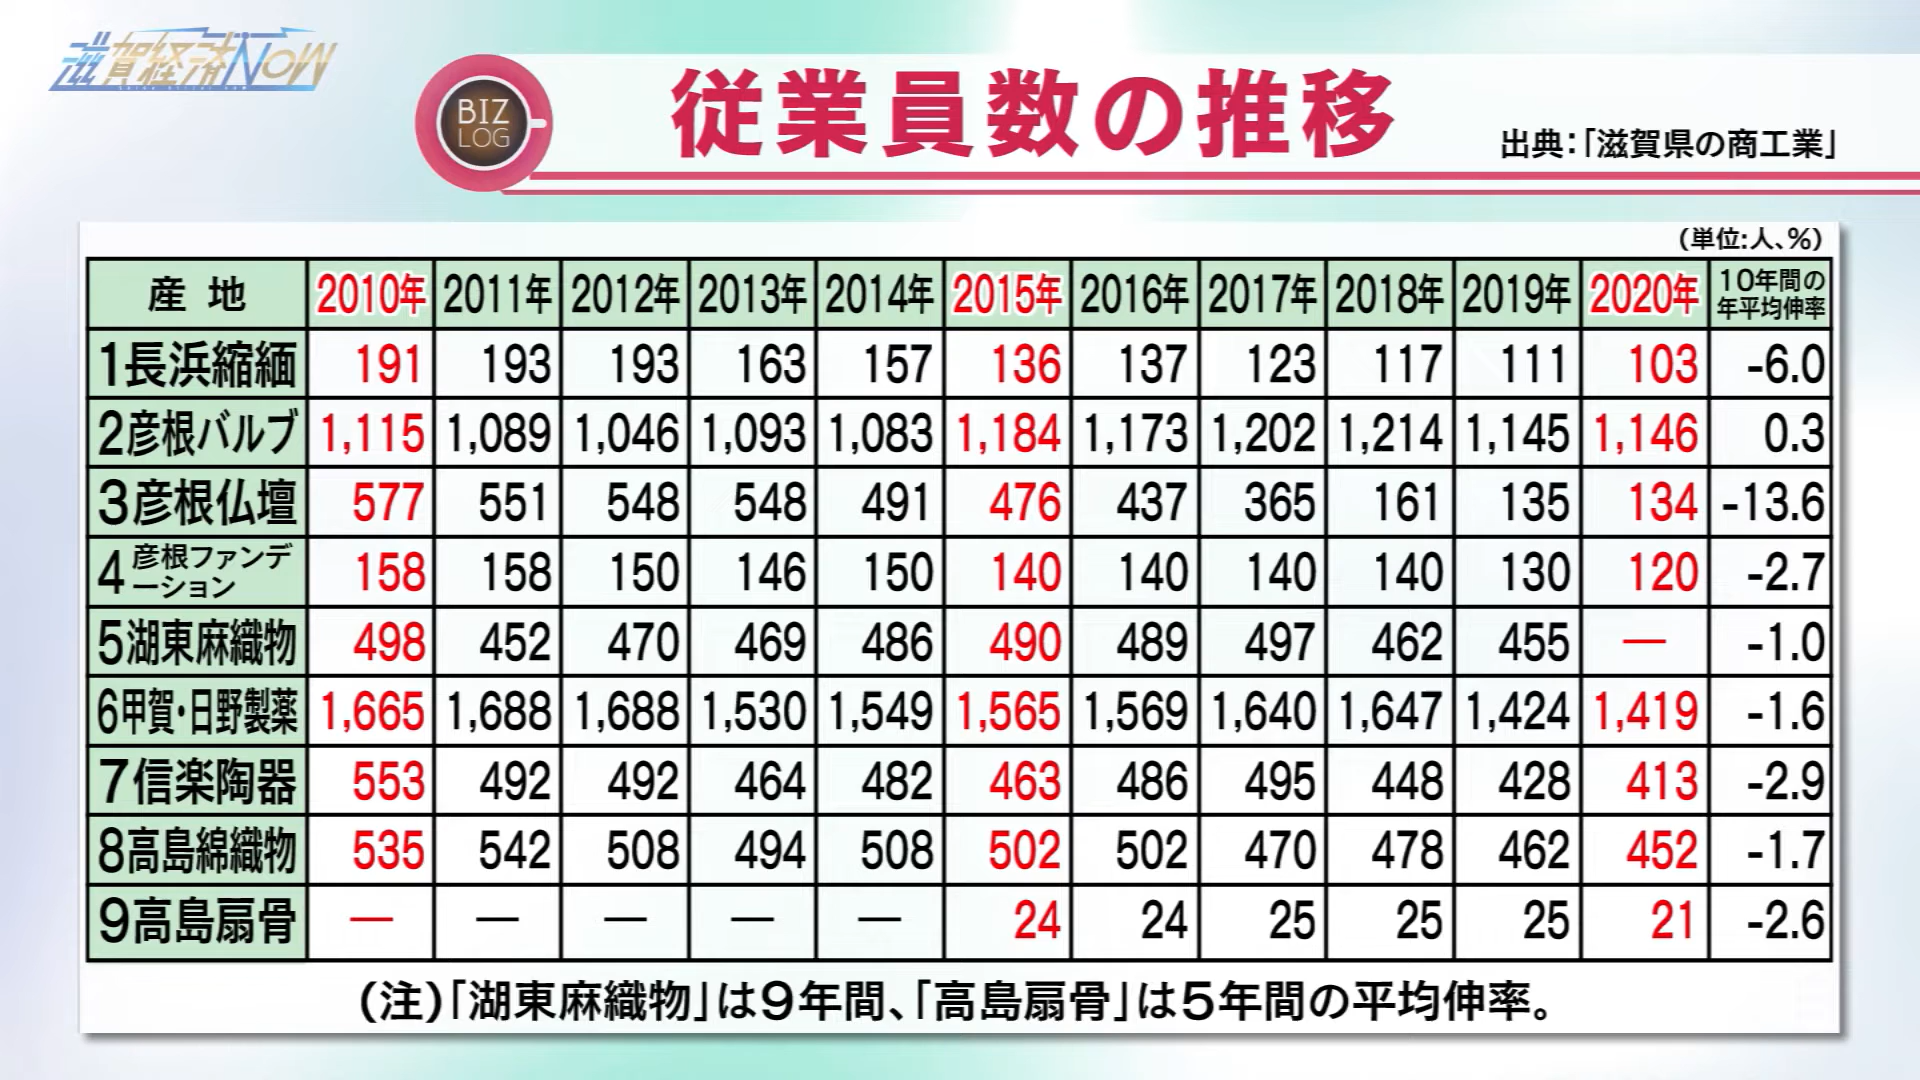 滋賀経済NOW
BIZ
LOG
従業員数の推移
出典:「滋賀県の商工業」
(単位:人、%)
産地 2010年 2011年 2012年 2013年 2014年 2015年 2016年 2017年 2018年 2019年 2020年 10年間の
年平均伸率
1長浜縮緬 191 193 193 163 157 136 137 123 117 111 103 -6.0
2彦根バルブ 1,115 1,089 1,046 1,093 1,083 1,184 1,173 1,202 1,214 1,145 1,146 0.3
3彦根仏壇 577 551 548 548 491 476 437 365 161 135 134 -13.6
4彦根ファンデ
ーション 158 158 150 146 150 140 140 140 140 130 120 -2.7
5湖東麻織物 498 452 470 469 486 490 489 497 462 455 ― -1.0
6甲賀・日野製薬 1,665 1,688 1,688 1,530 1,549 1,565 1,569 1,640 1,647 1,424 1,419 -1.6
7信楽陶器 553 492 492 464 482 463 486 495 448 428 413 -2.9
8高島綿織物 535 542 508 494 508 502 502 470 478 462 452 -1.7
9高島扇骨 ― ― ― ― ― 24 24 25 25 25 21 -2.6
(注)「湖東麻織物」は9年間、「高島扇骨」は5年間の平均伸率。